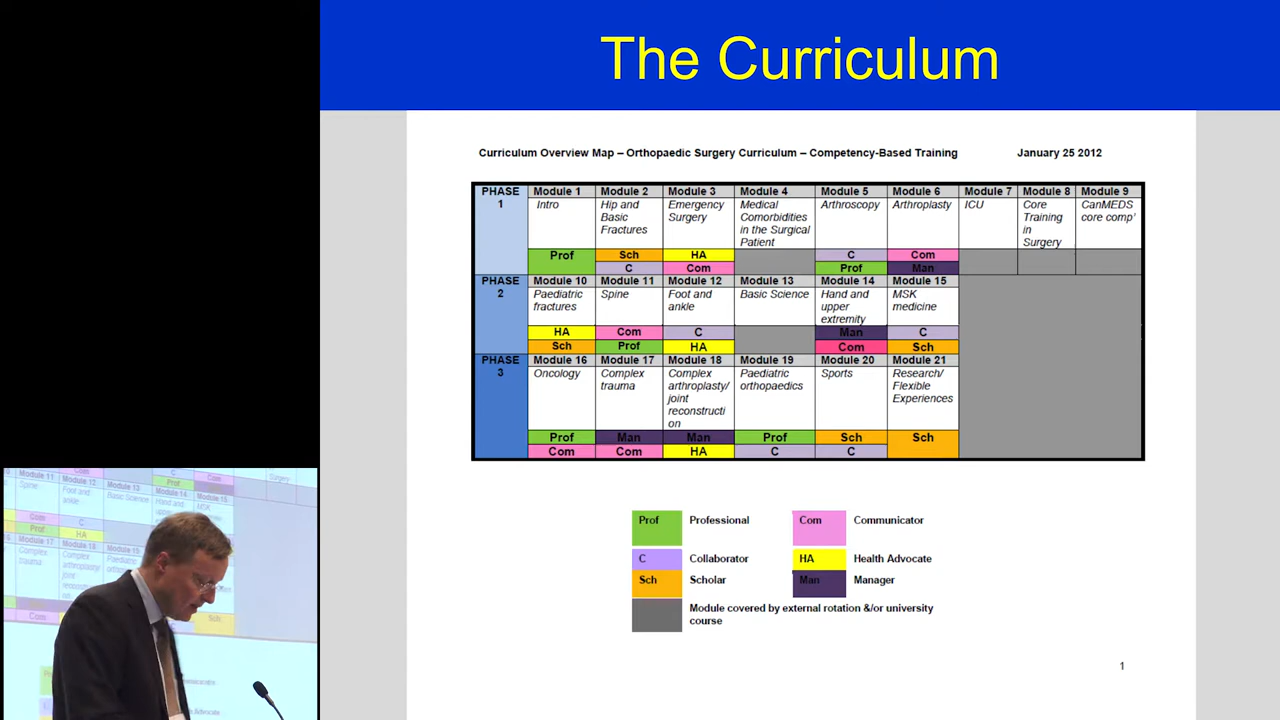 The Curriculum
Curriculum Overview Map – Orthopaedic Surgery Curriculum – Competency-Based Training January 25 2012
PHASE 1 Module 1 Module 2 Module 3 Module 4 Module 5 Module 6 Module 7 Module 8 Module 9
Intro Hip and Basic Fractures Emergency Surgery Medical Comorbidities in the Surgical Patient Arthroscopy Arthroplasty ICU Core Training in Surgery CanMEDS core comp'
Prof Sch HA C Com
C Com Prof Man
PHASE 2 Module 10 Module 11 Module 12 Module 13 Module 14 Module 15
Paediatric fractures Spine Foot and ankle Basic Science Hand and upper extremity MSK medicine
HA Com C Man C
Sch Prof HA Com Sch
PHASE 3 Module 16 Module 17 Module 18 Module 19 Module 20 Module 21
Oncology Complex trauma Complex arthroplasty/ joint reconstructi on Paediatric orthopaedics Sports Research/ Flexible Experiences
Prof Man Man Prof Sch Sch
Com Com HA C C
Prof Professional Com Communicator
C Collaborator HA Health Advocate
Sch Scholar Man Manager
Module covered by external rotation &/or university
course
1